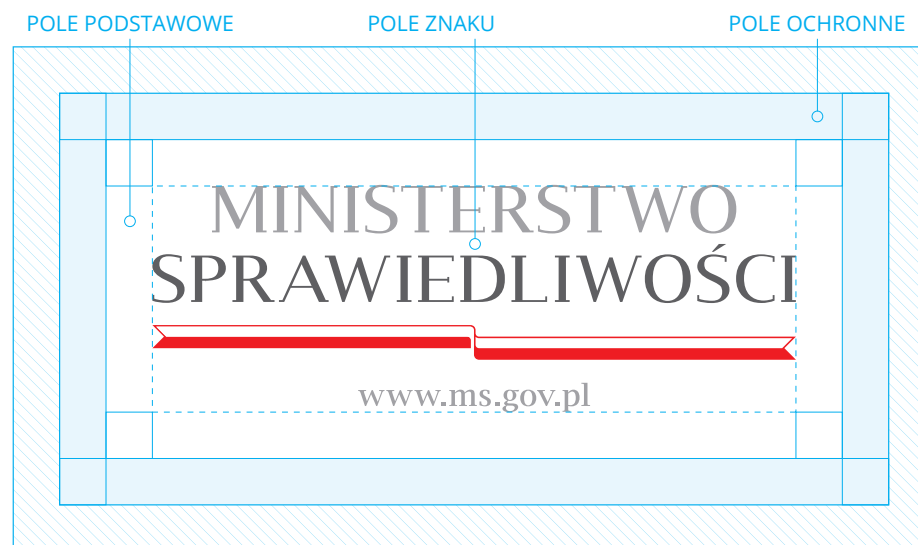 POLE PODSTAWOWE POLE ZNAKU POLE OCHRONNE
MINISTERSTWO
SPRAWIEDLIWOŚCI
www.ms.gov.pl